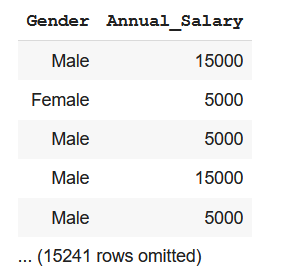 Gender Annual_Salary
Male 15000
Female 5000
Male 5000
Male 15000
Male 5000
... (15241 rows omitted)